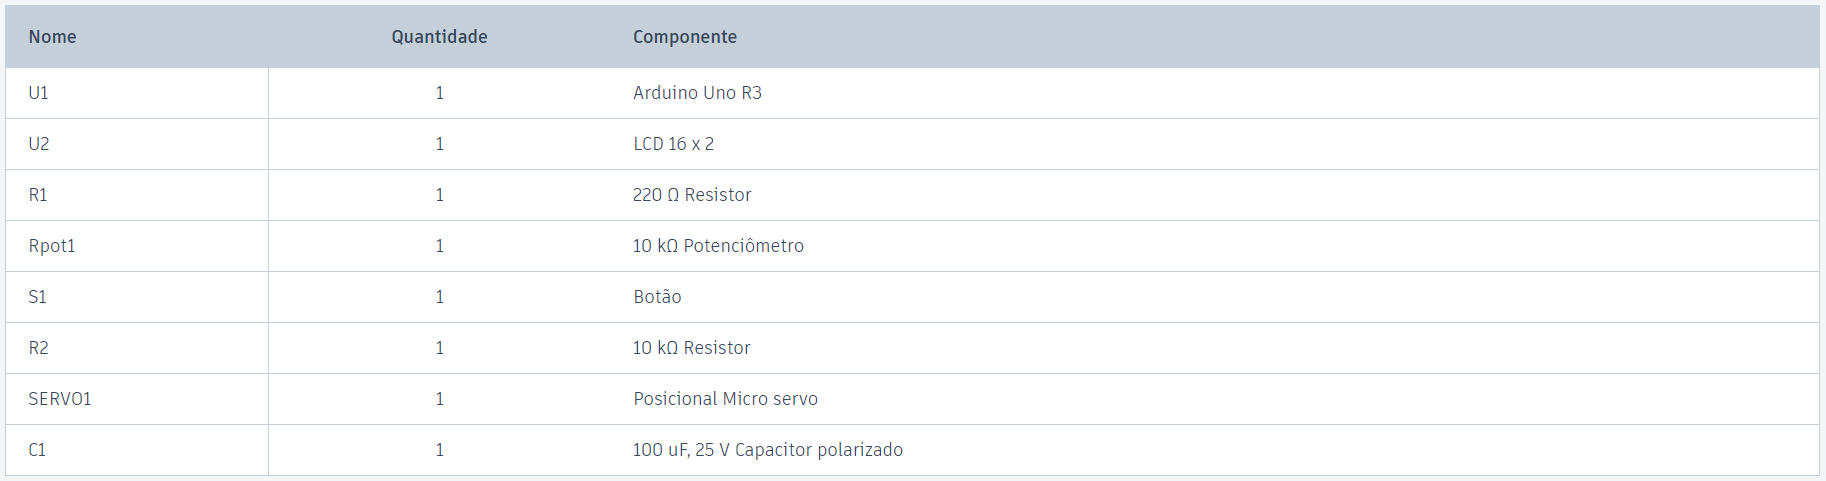 Nome Quantidade Componente
U1 1 Arduino Uno R3
U2 1 LCD 16 x 2
R1 1 220 Ω Resistor
Rpot1 1 10 kΩ Potenciômetro
S1 1 Botão
R2 1 10 kΩ Resistor
SERVO1 1 Posicional Micro servo
C1 1 100 uF, 25 V Capacitor polarizado